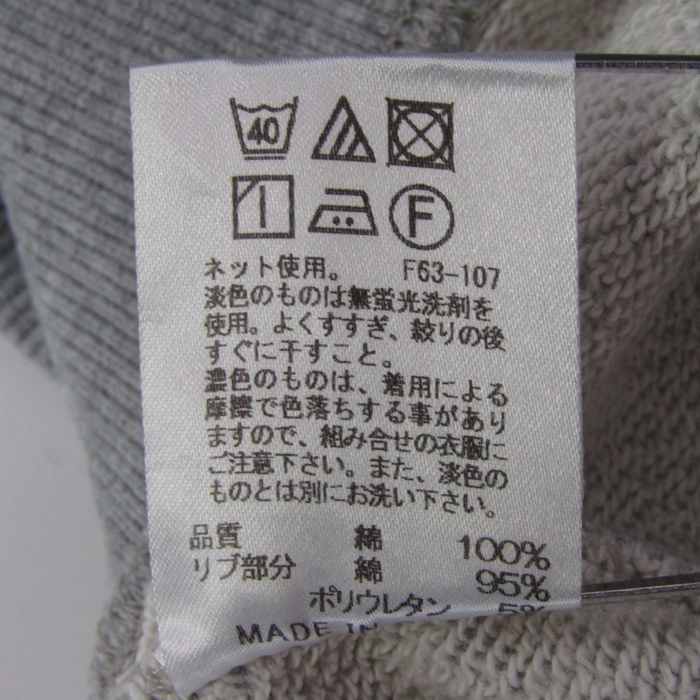 40
F
ネット使用。 F63-107
淡色のものは無蛍光洗剤を
使用。よくすすぎ、絞りの後
すぐに干すこと。
濃色のものは、着用による
摩擦で色落ちする事があり
ますので、組み合せの衣服に
ご注意下さい。また、淡色の
ものとは別にお洗い下さい。
品質 綿 100%
リブ部分 綿 95%
ポリウレタン 5%
MADE IN